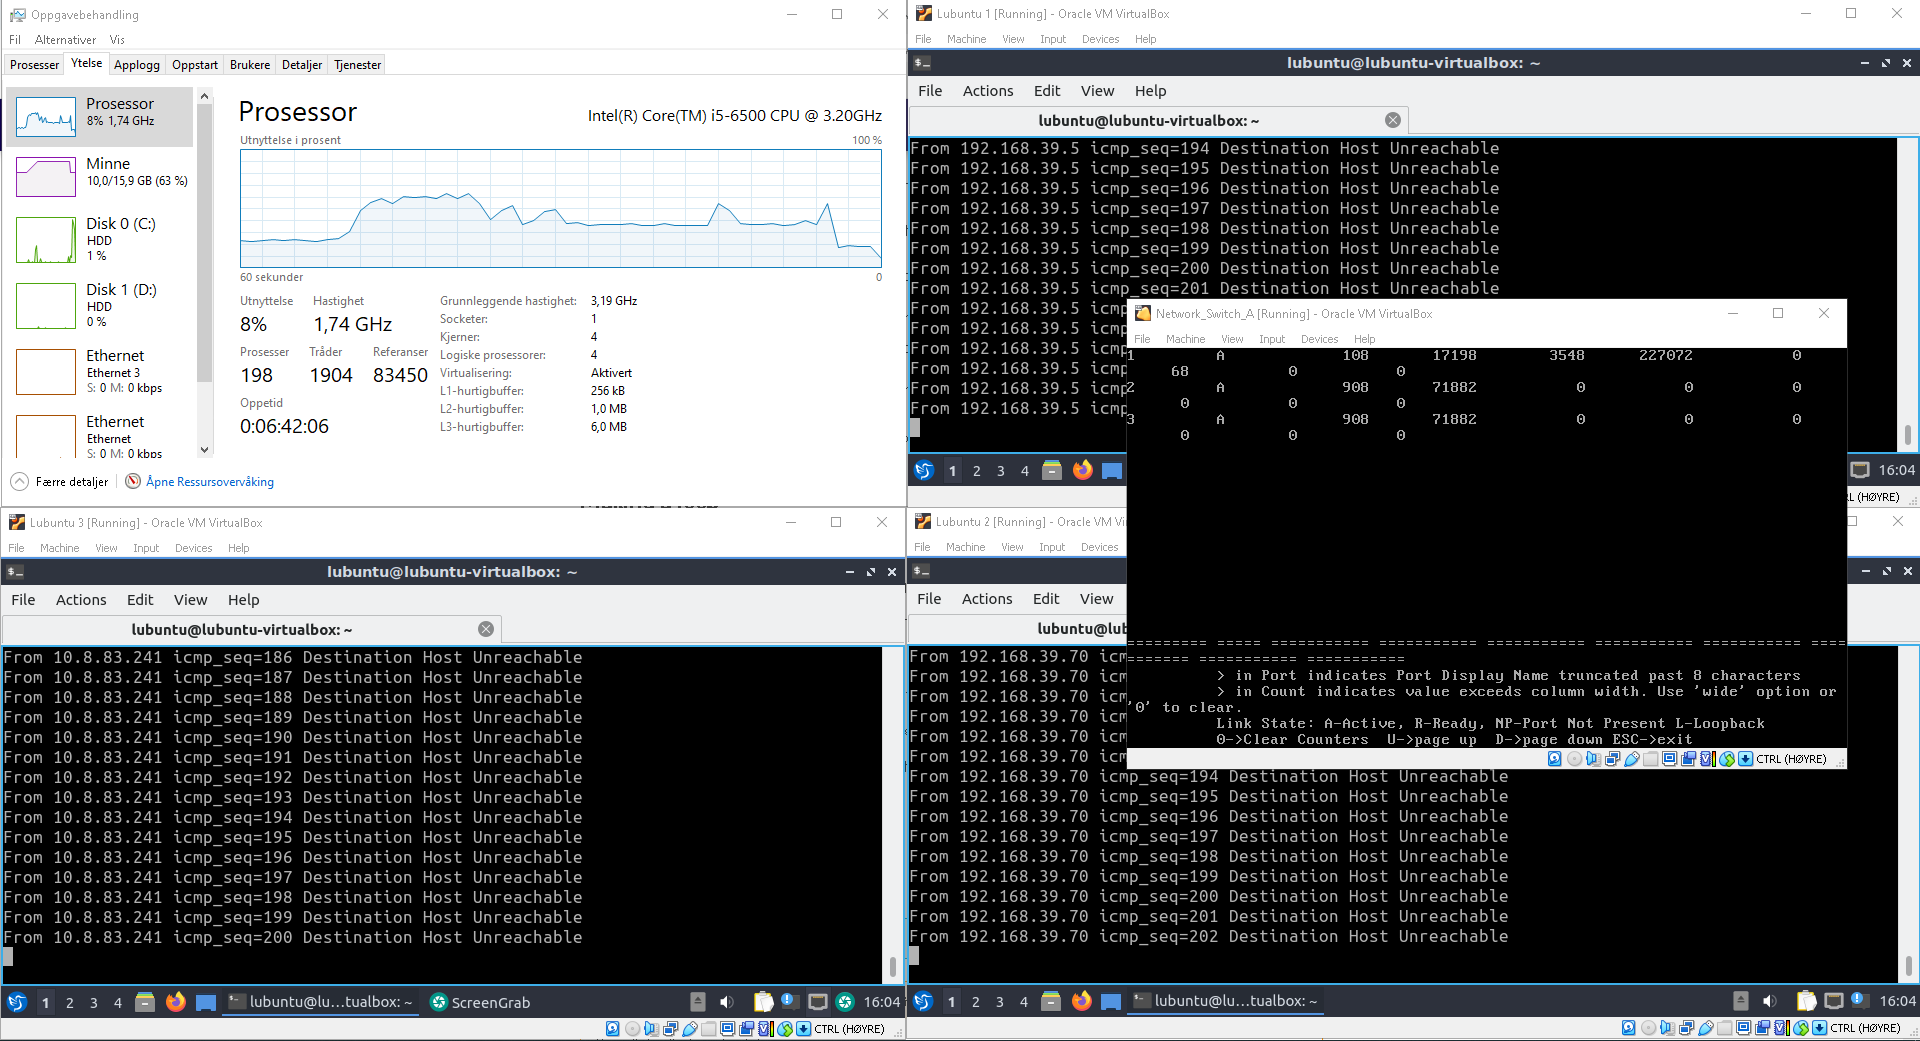 Oppgavebehandling
Fil Alternativer Vis
Prosesser Ytelse Applogg Oppstart Brukere Detaljer Tjenester
Prosessor
8% 1,74 GHz
Minne
10,0/15,9 GB (63 %)
Disk 0 (C:)
HDD
1 %
Disk 1 (D:)
HDD
0 %
Ethernet
Ethernet 3
S: 0 M: 0 kbps
Ethernet
Ethernet
S: 0 M: 0 kbps
Prosessor
Intel(R) Core(TM) i5-6500 CPU @ 3.20GHz
Utnyttelse i prosent 100 %
60 sekunder 0
Utnyttelse Hastighet
8% 1,74 GHz
Prosesser Tråder Referanser
198 1904 83450
Oppetid
0:06:42:06
Grunnleggende hastighet: 3,19 GHz
Socketer: 1
Kjerner: 4
Logiske prosessorer: 4
Virtualisering: Aktivert
L1-hurtigbuffer: 256 kB
L2-hurtigbuffer: 1,0 MB
L3-hurtigbuffer: 6,0 MB
Færre detaljer Åpne Ressursovervåking
Lubuntu 1 [Running] - Oracle VM VirtualBox
File Machine View Input Devices Help
lubuntu@lubuntu-virtualbox: ~
File Actions Edit View Help
lubuntu@lubuntu-virtualbox: ~
From 192.168.39.5 icmp_seq=194 Destination Host Unreachable
From 192.168.39.5 icmp_seq=195 Destination Host Unreachable
From 192.168.39.5 icmp_seq=196 Destination Host Unreachable
From 192.168.39.5 icmp_seq=197 Destination Host Unreachable
From 192.168.39.5 icmp_seq=198 Destination Host Unreachable
From 192.168.39.5 icmp_seq=199 Destination Host Unreachable
From 192.168.39.5 icmp_seq=200 Destination Host Unreachable
From 192.168.39.5 icmp_seq=201 Destination Host Unreachable
From 192.168.39.5 icmp
From 192.168.39.5 icmp
From 192.168.39.5 icmp
From 192.168.39.5 icmp
From 192.168.39.5 icmp
From 192.168.39.5 icmp
1 2 3 4 16:04
RL (HØYRE)
Network_Switch_A [Running] - Oracle VM VirtualBox
File Machine View Input Devices Help
1 A 108 17198 3548 227072 0
68 0 0
2 A 908 71882 0 0 0
0 0 0
3 A 908 71882 0 0 0
0 0 0
======== ===== ========== =========== =========== ========== =========== ====
======= =========== ===========
> in Port indicates Port Display Name truncated past 8 characters
> in Count indicates value exceeds column width. Use 'wide' option or
'0' to clear.
Link State: A-Active, R-Ready, NP-Port Not Present L-Loopback
0->Clear Counters U->page up D->page down ESC->exit
CTRL (HØYRE)
Lubuntu 3 [Running] - Oracle VM VirtualBox
File Machine View Input Devices Help
lubuntu@lubuntu-virtualbox: ~
File Actions Edit View Help
lubuntu@lubuntu-virtualbox: ~
From 10.8.83.241 icmp_seq=186 Destination Host Unreachable
From 10.8.83.241 icmp_seq=187 Destination Host Unreachable
From 10.8.83.241 icmp_seq=188 Destination Host Unreachable
From 10.8.83.241 icmp_seq=189 Destination Host Unreachable
From 10.8.83.241 icmp_seq=190 Destination Host Unreachable
From 10.8.83.241 icmp_seq=191 Destination Host Unreachable
From 10.8.83.241 icmp_seq=192 Destination Host Unreachable
From 10.8.83.241 icmp_seq=193 Destination Host Unreachable
From 10.8.83.241 icmp_seq=194 Destination Host Unreachable
From 10.8.83.241 icmp_seq=195 Destination Host Unreachable
From 10.8.83.241 icmp_seq=196 Destination Host Unreachable
From 10.8.83.241 icmp_seq=197 Destination Host Unreachable
From 10.8.83.241 icmp_seq=198 Destination Host Unreachable
From 10.8.83.241 icmp_seq=199 Destination Host Unreachable
From 10.8.83.241 icmp_seq=200 Destination Host Unreachable
1 2 3 4 lubuntu@lu...tualbox: ~ ScreenGrab 16:04
CTRL (HØYRE)
Lubuntu 2 [Running] - Oracle VM Vi
File Machine View Input Devices
File Actions Edit View
lubuntu@lub
From 192.168.39.70 icm
From 192.168.39.70 icm
From 192.168.39.70 icm
From 192.168.39.70 icm
From 192.168.39.70 icm
From 192.168.39.70 icm
From 192.168.39.70 icmp_seq=194 Destination Host Unreachable
From 192.168.39.70 icmp_seq=195 Destination Host Unreachable
From 192.168.39.70 icmp_seq=196 Destination Host Unreachable
From 192.168.39.70 icmp_seq=197 Destination Host Unreachable
From 192.168.39.70 icmp_seq=198 Destination Host Unreachable
From 192.168.39.70 icmp_seq=199 Destination Host Unreachable
From 192.168.39.70 icmp_seq=200 Destination Host Unreachable
From 192.168.39.70 icmp_seq=201 Destination Host Unreachable
From 192.168.39.70 icmp_seq=202 Destination Host Unreachable
1 2 3 4 lubuntu@lu...tualbox: ~ 16:04
CTRL (HØYRE)